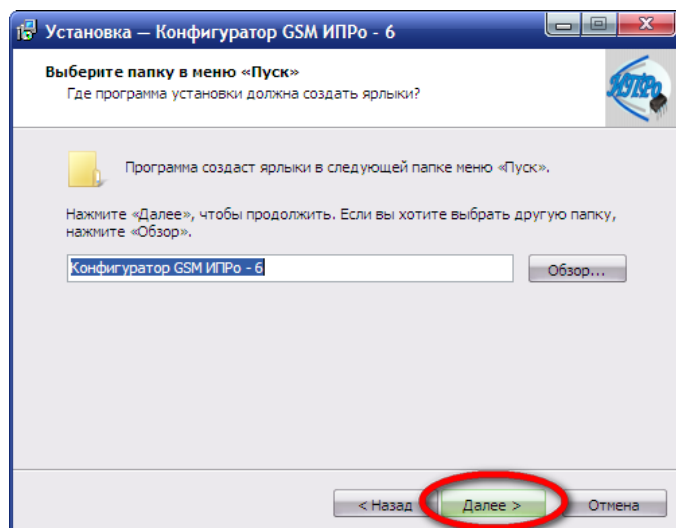 Установка — Конфигуратор GSM ИПРо - 6
Выберите папку в меню «Пуск»
Где программа установки должна создать ярлыки?
ИПРо
Программа создаст ярлыки в следующей папке меню «Пуск».
Нажмите «Далее», чтобы продолжить. Если вы хотите выбрать другую папку,
нажмите «Обзор».
Конфигуратор GSM ИПРо - 6
Обзор...
< Назад
Далее >
Отмена